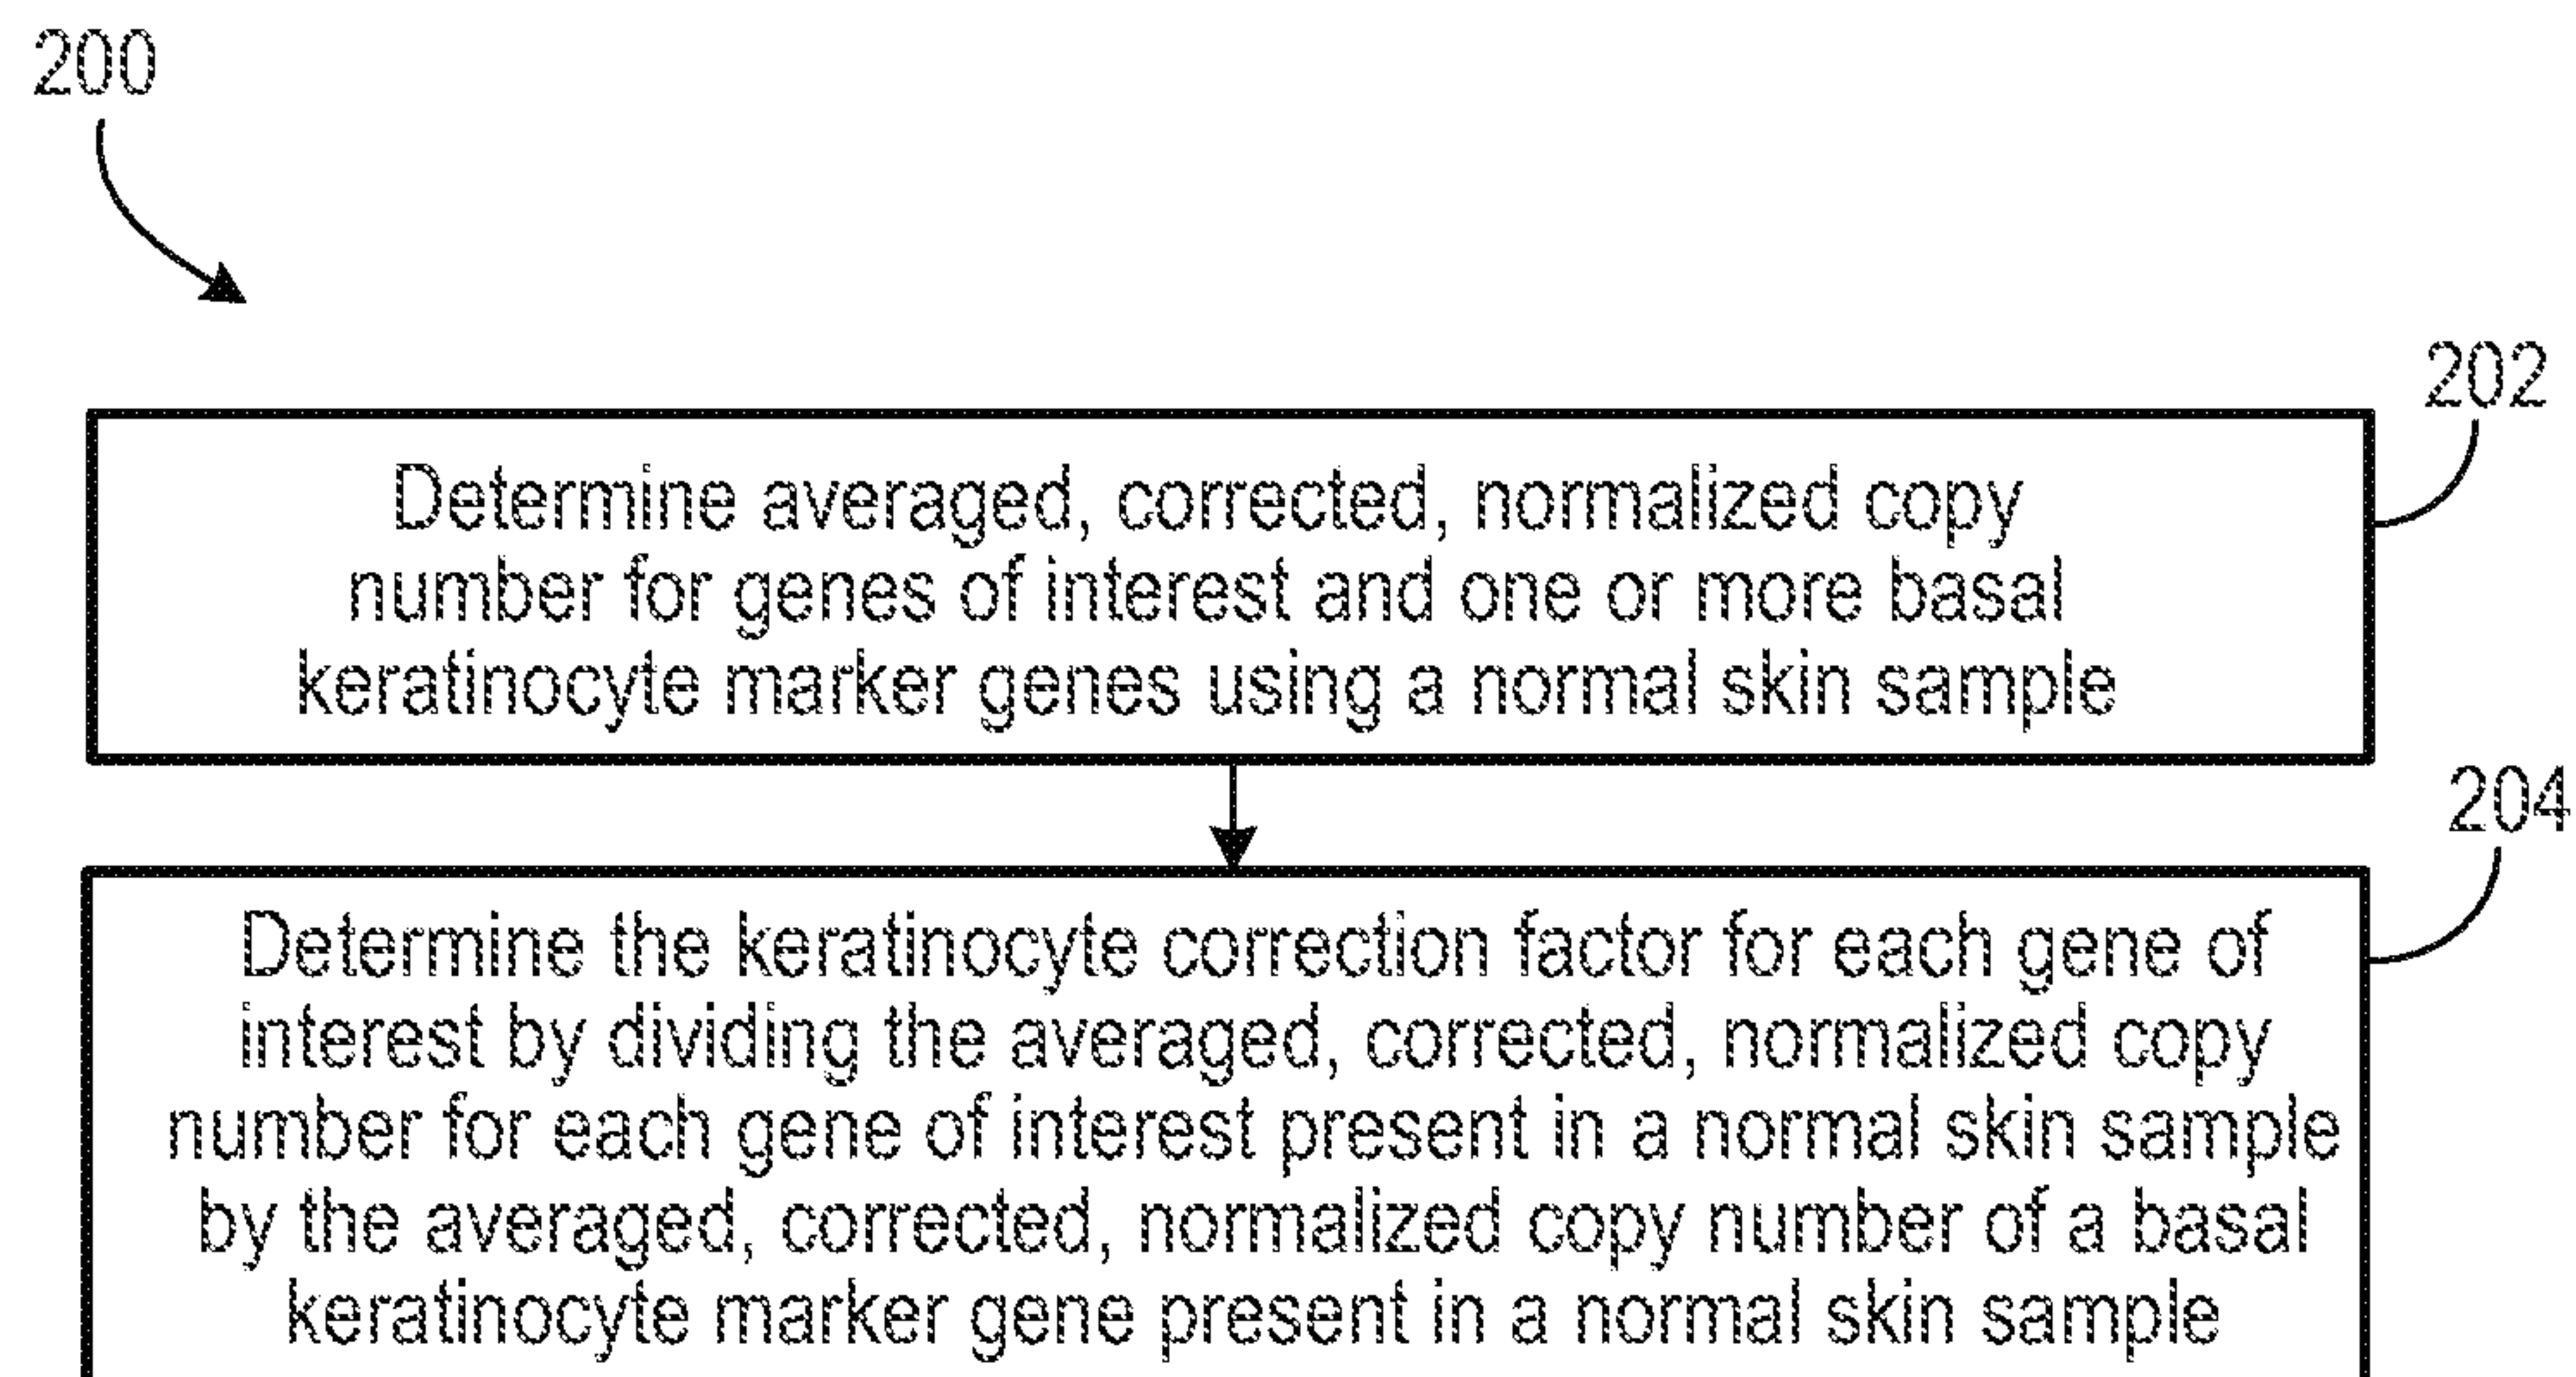 200
202
Determine averaged, corrected, normalized copy
number for genes of interest and one or more basal
keratinocyte marker genes using a normal skin sample
204
Determine the keratinocyte correction factor for each gene of
interest by dividing the averaged, corrected, normalized copy
number for each gene of interest present in a normal skin sample
by the averaged, corrected, normalized copy number of a basal
keratinocyte marker gene present in a normal skin sample